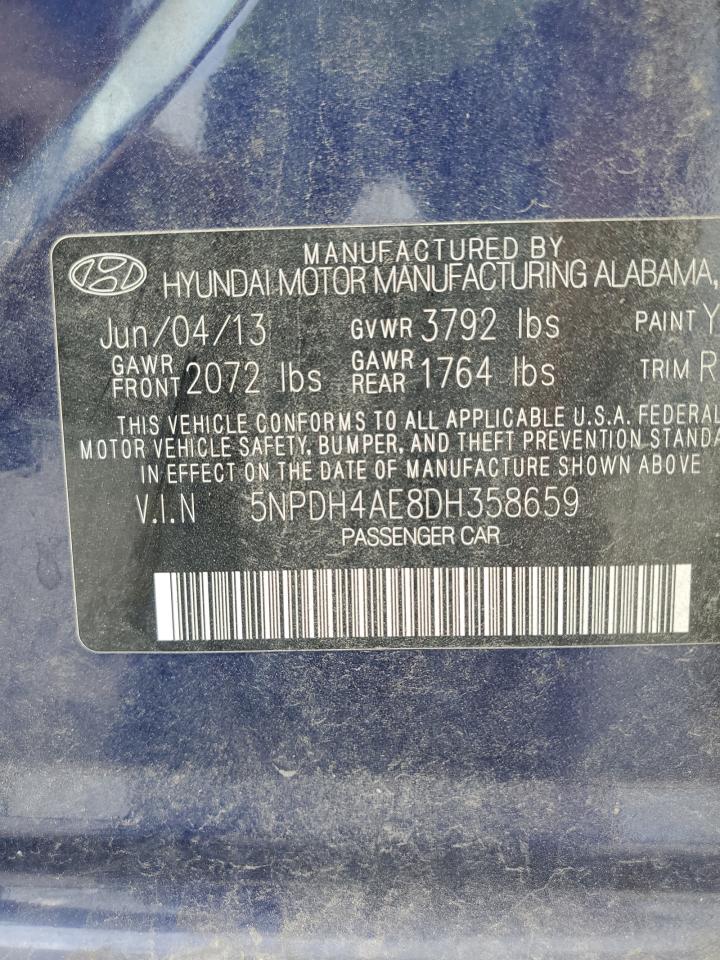 MANUFACTURED BY
HYUNDAI MOTOR MANUFACTURING ALABAMA,
Jun/04/13 GVWR 3792 lbs PAINT Y
GAWR FRONT 2072 lbs GAWR REAR 1764 lbs TRIM R
THIS VEHICLE CONFORMS TO ALL APPLICABLE U.S.A. FEDERAL
MOTOR VEHICLE SAFETY, BUMPER, AND THEFT PREVENTION STANDA
IN EFFECT ON THE DATE OF MANUFACTURE SHOWN ABOVE
V.I.N 5NPDH4AE8DH358659
PASSENGER CAR